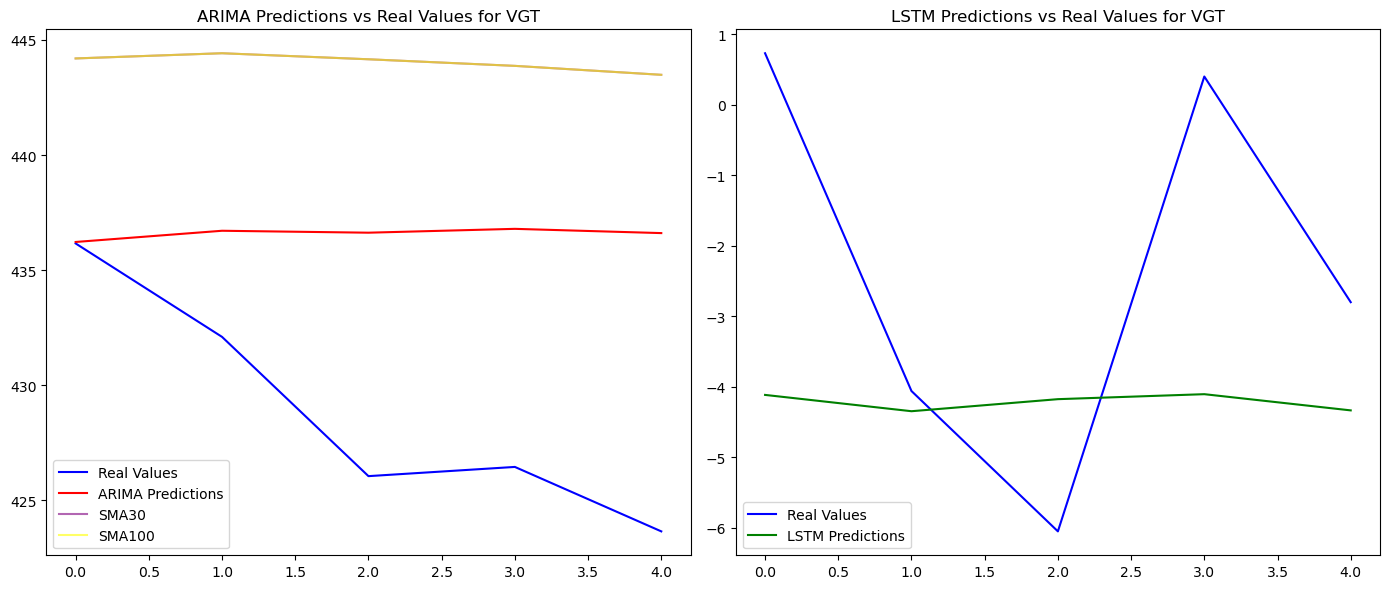 ARIMA Predictions vs Real Values for VGT
445
440
435
430
425
Real Values
ARIMA Predictions
SMA30
SMA100
0.0 0.5 1.0 1.5 2.0 2.5 3.0 3.5 4.0
LSTM Predictions vs Real Values for VGT
1
0
−1
−2
−3
−4
−5
−6
Real Values
LSTM Predictions
0.0 0.5 1.0 1.5 2.0 2.5 3.0 3.5 4.0